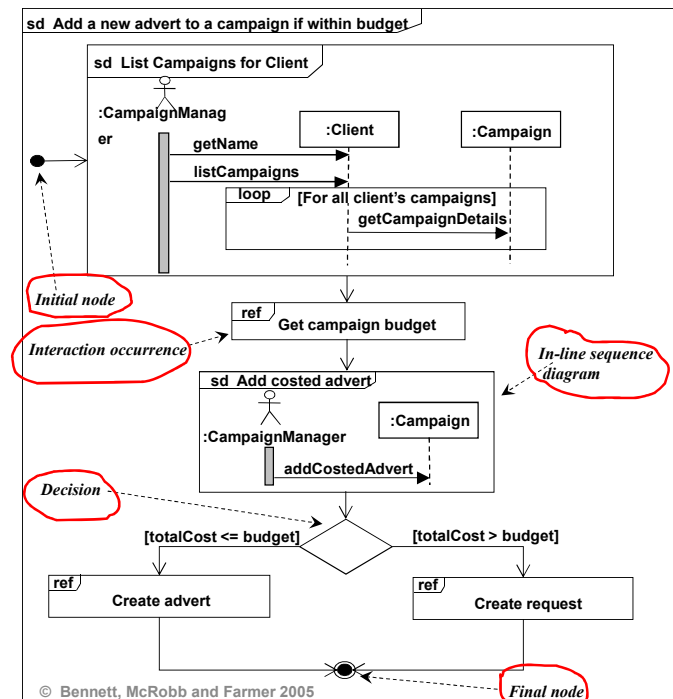 sd Add a new advert to a campaign if within budget
sd List Campaigns for Client
:CampaignManag
er
:Client
:Campaign
getName
listCampaigns
loop
[For all client's campaigns]
getCampaignDetails
Initial node
ref
Get campaign budget
Interaction occurrence
In-line sequence
diagram
sd Add costed advert
:CampaignManager
:Campaign
addCostedAdvert
Decision
[totalCost <= budget]
[totalCost > budget]
ref
Create advert
ref
Create request
Final node
© Bennett, McRobb and Farmer 2005